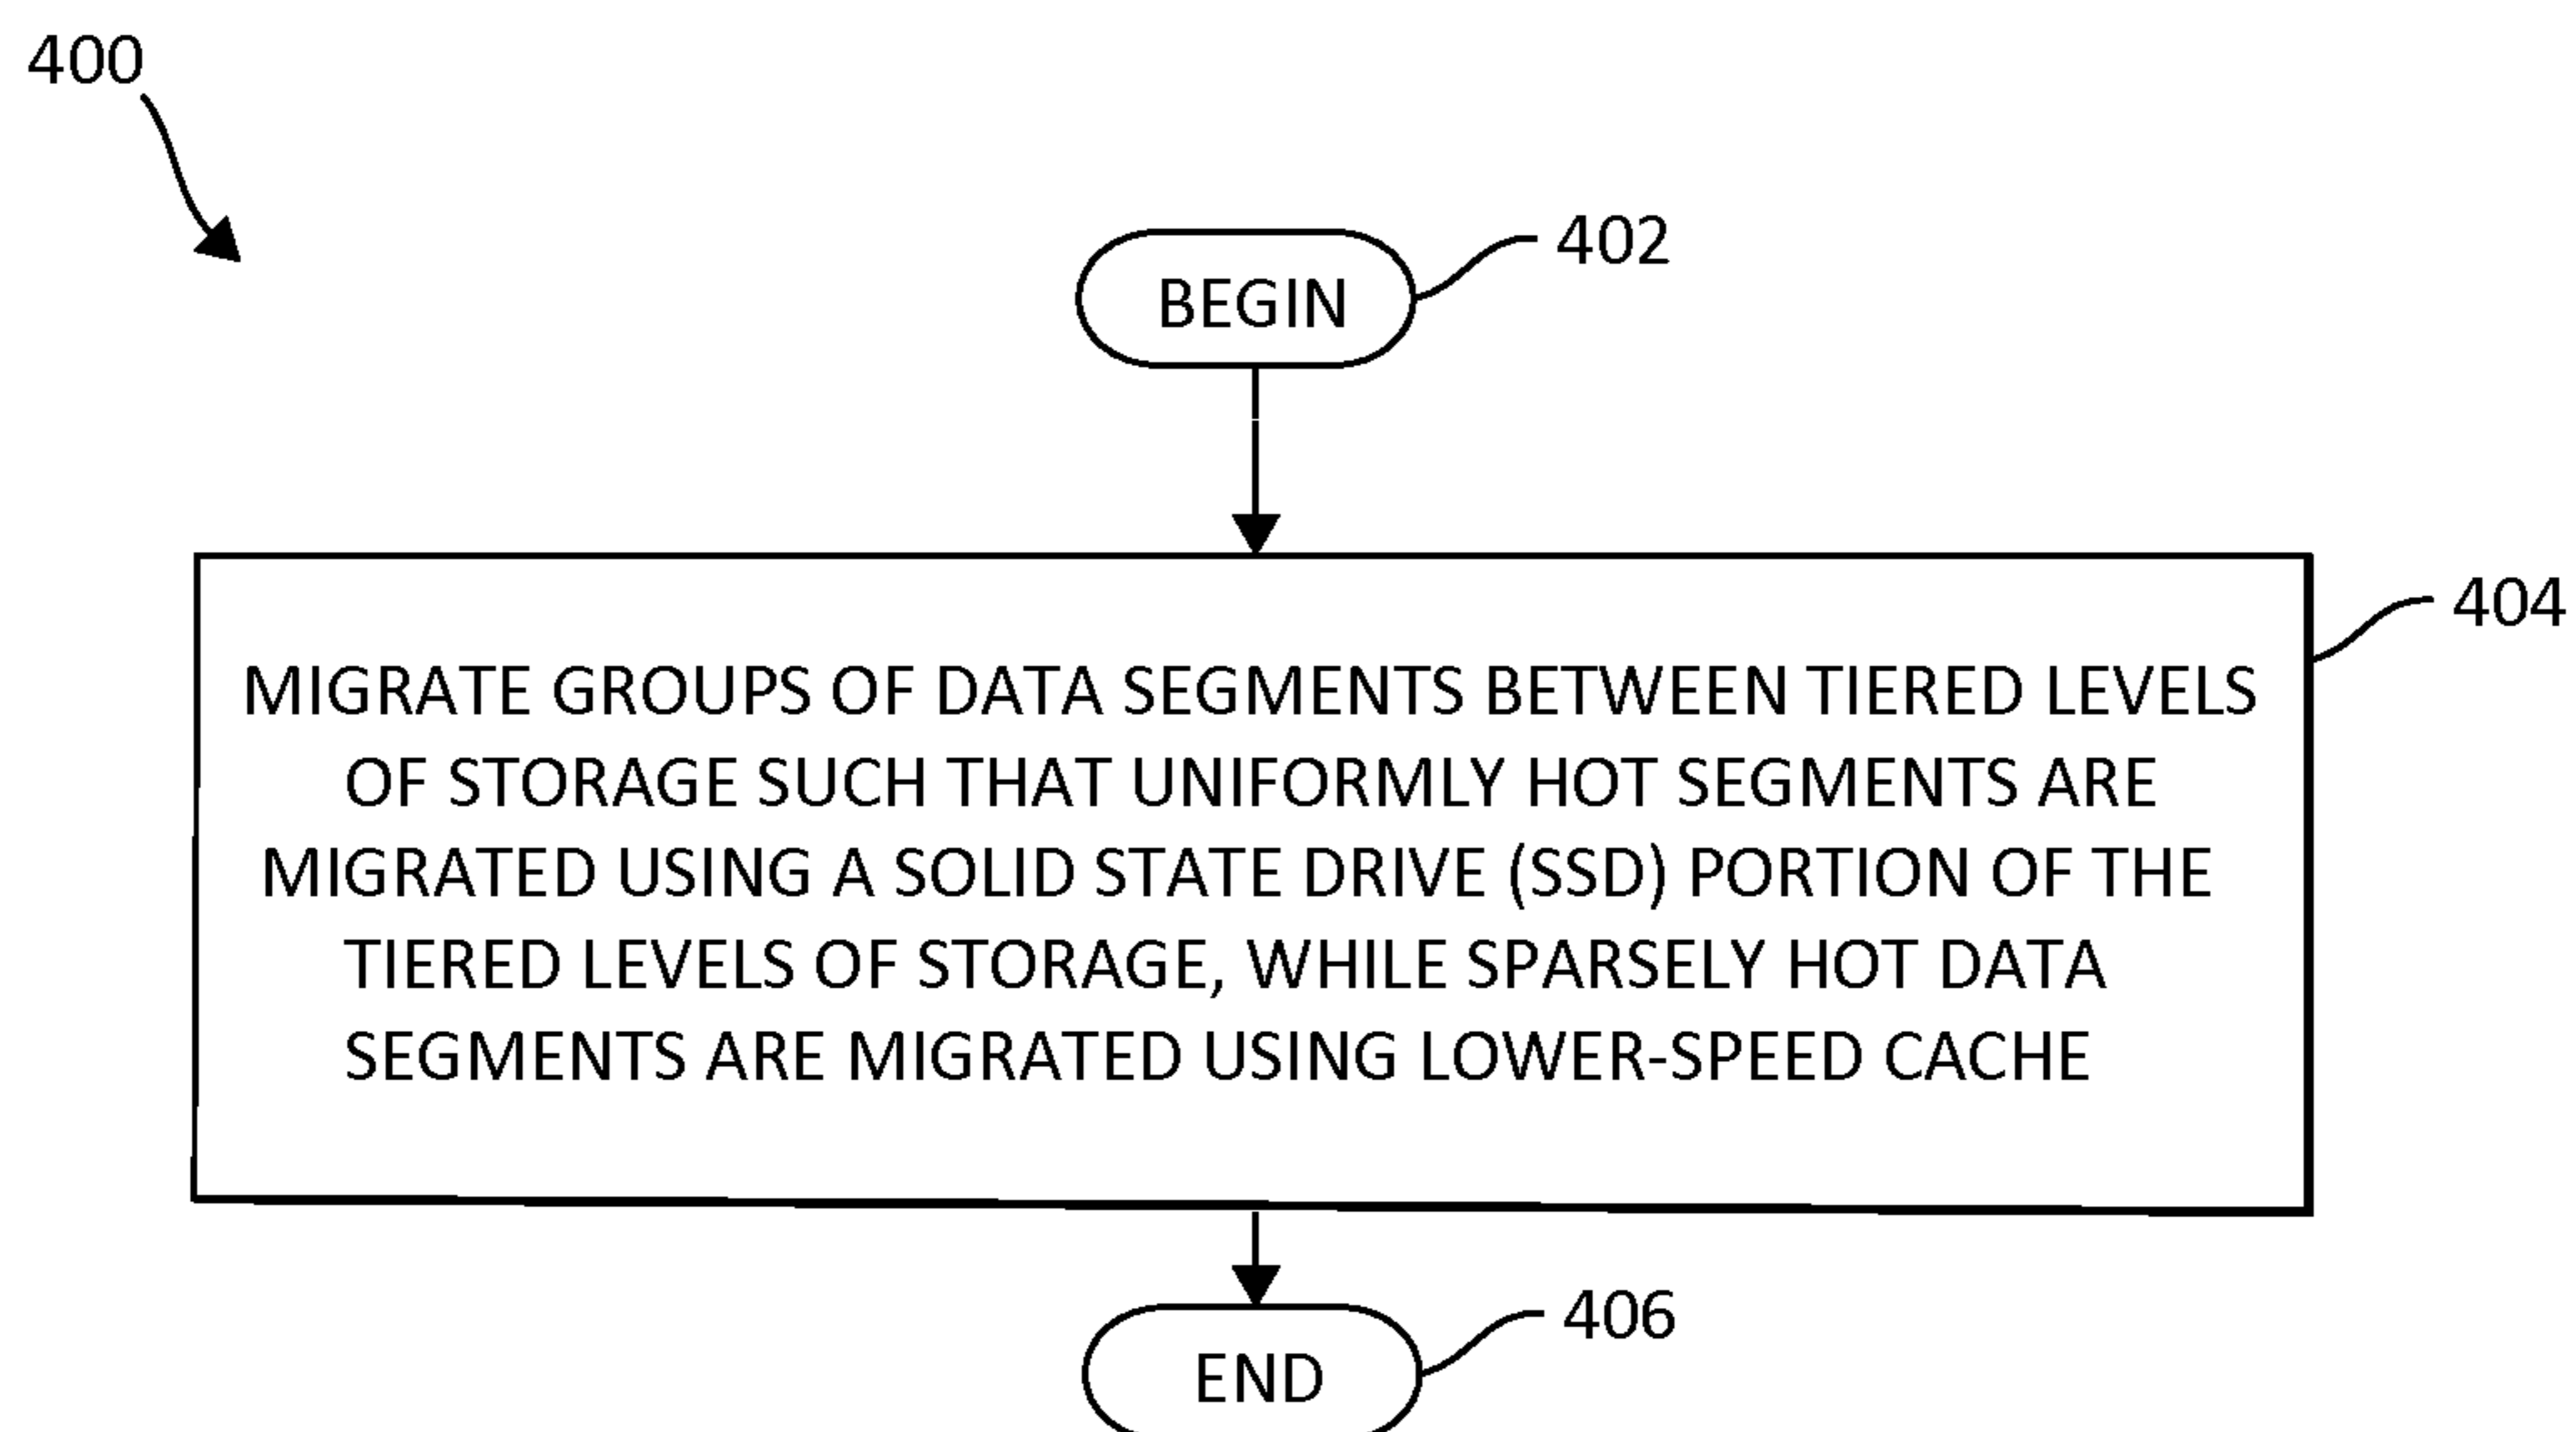 400
402
BEGIN
404
MIGRATE GROUPS OF DATA SEGMENTS BETWEEN TIERED LEVELS
OF STORAGE SUCH THAT UNIFORMLY HOT SEGMENTS ARE
MIGRATED USING A SOLID STATE DRIVE (SSD) PORTION OF THE
TIERED LEVELS OF STORAGE, WHILE SPARSELY HOT DATA
SEGMENTS ARE MIGRATED USING LOWER-SPEED CACHE
406
END